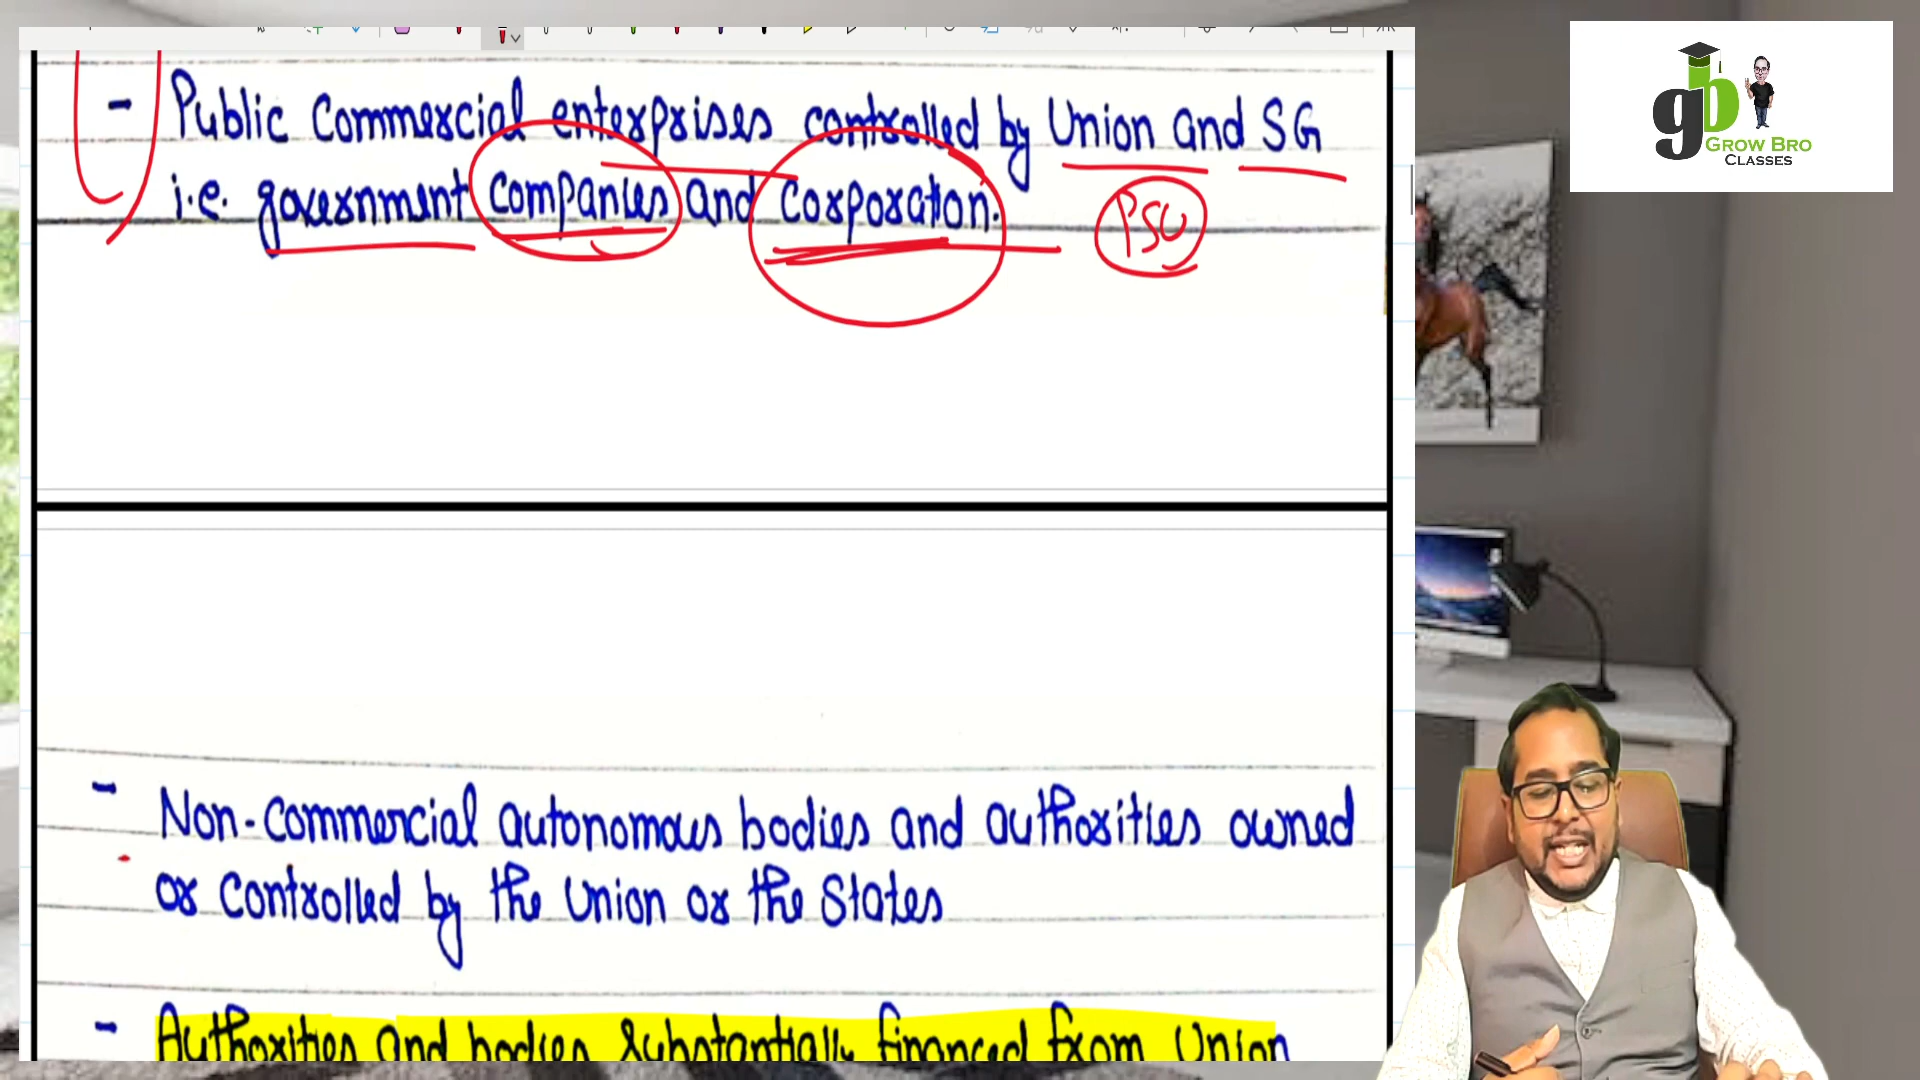 - Public Commercial enterprises controlled by Union and SG
i.e. government Companies and Corporation.
PSU
- Non-Commercial autonomous bodies and authorities owned
or Controlled by the Union or the States
- Authorities and bodies substantially financed from Union
gb
GROW BRO
CLASSES